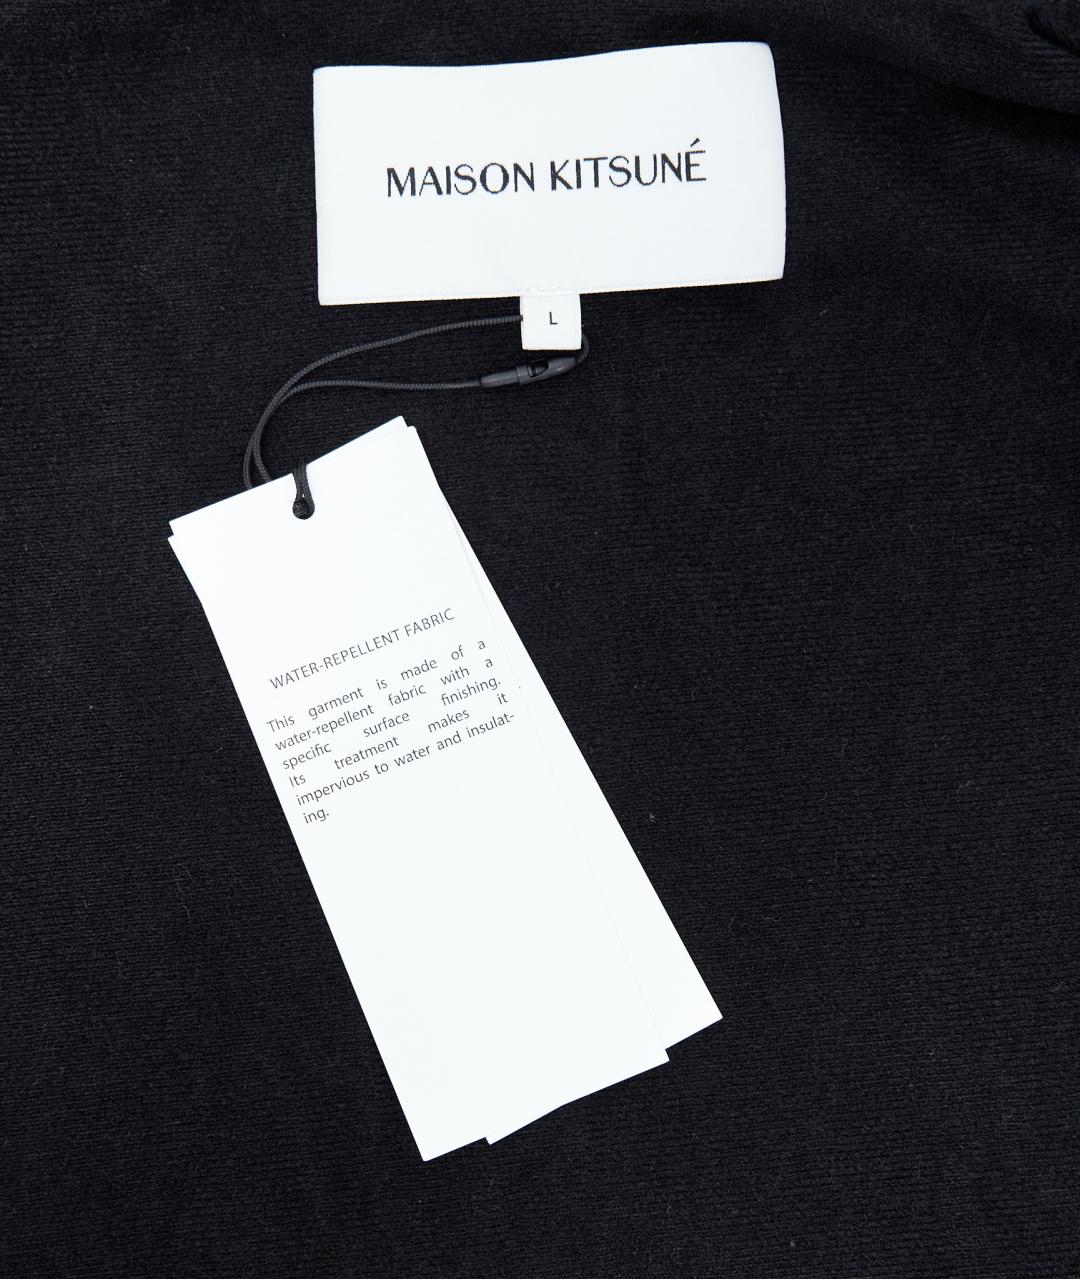 MAISON KITSUNÉ
L
WATER-REPELLENT FABRIC
This garment is made of a
water-repellent fabric with a
specific surface finishing.
Its treatment makes it
impervious to water and insulat-
ing.